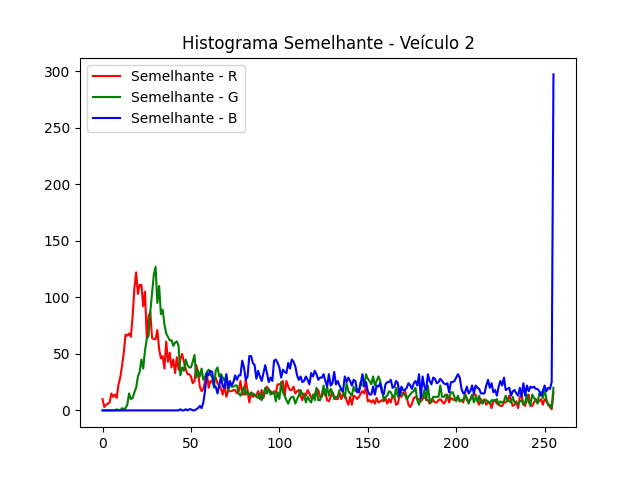 Histograma Semelhante - Veículo 2
Semelhante - R
Semelhante - G
Semelhante - B
300
250
200
150
100
50
0
0 50 100 150 200 250